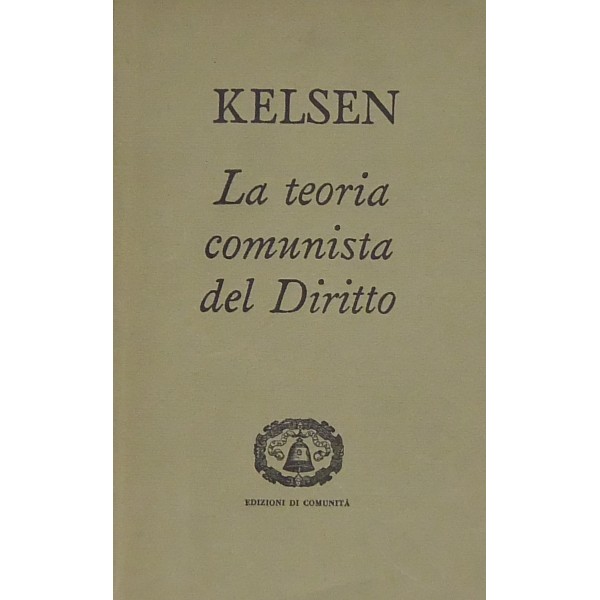 KELSEN
La teoria
comunista
del Diritto
EDIZIONI DI COMUNITÀ